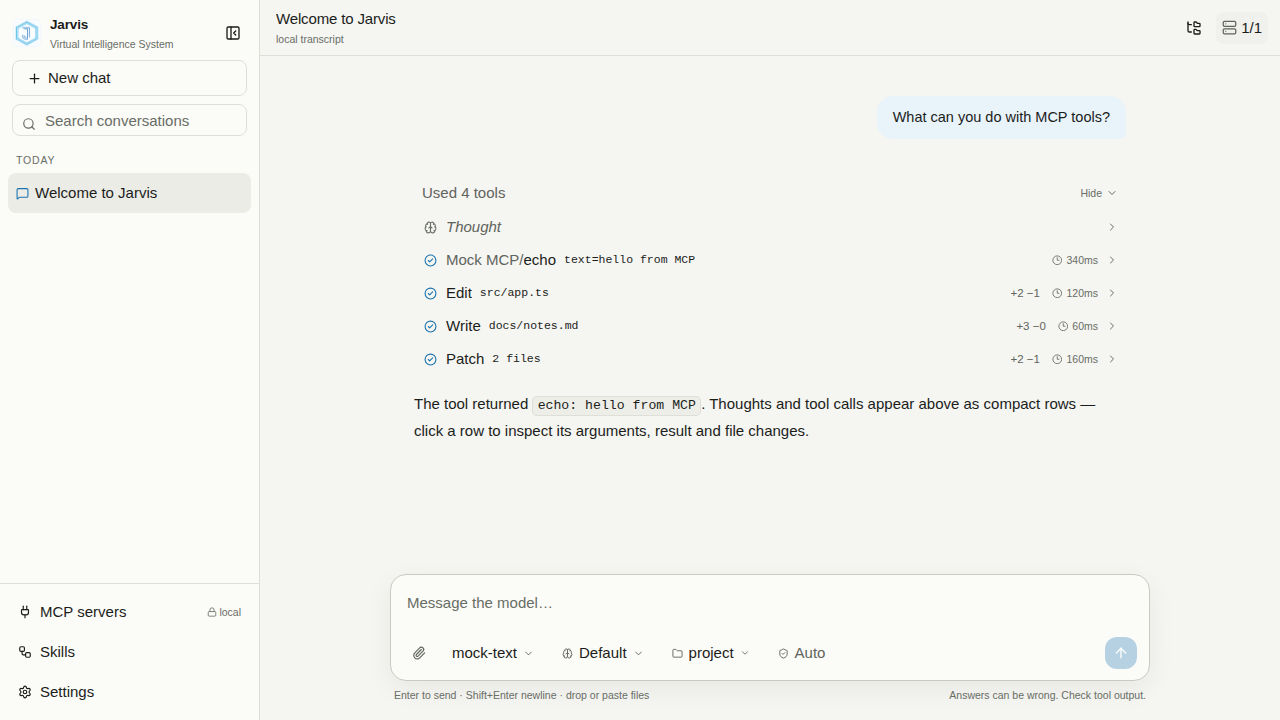 Jarvis
Virtual Intelligence System
New chat
Search conversations
TODAY
Welcome to Jarvis
MCP servers
local
Skills
Settings
Welcome to Jarvis
local transcript
1/1
What can you do with MCP tools?
Used 4 tools
Hide
Thought
Mock MCP/echo text=hello from MCP 340ms
Edit src/app.ts +2 −1 120ms
Write docs/notes.md +3 −0 60ms
Patch 2 files +2 −1 160ms
The tool returned echo: hello from MCP. Thoughts and tool calls appear above as compact rows —
click a row to inspect its arguments, result and file changes.
Message the model…
mock-text Default project Auto
Enter to send · Shift+Enter newline · drop or paste files
Answers can be wrong. Check tool output.